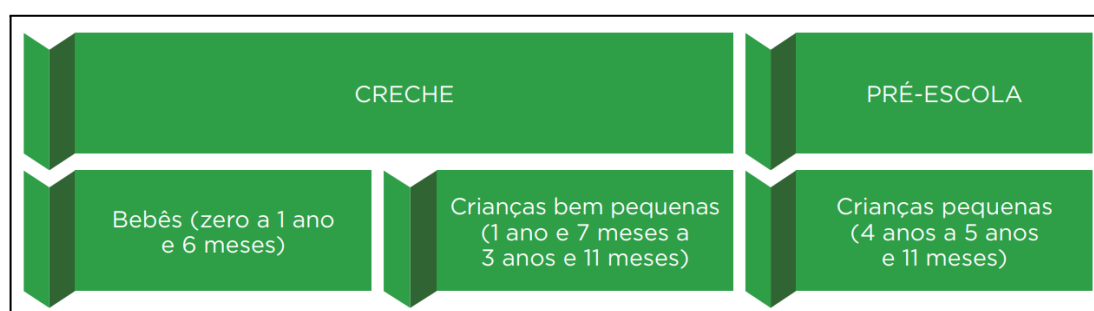 CRECHE
PRÉ-ESCOLA
Bebês (zero a 1 ano
e 6 meses)
Crianças bem pequenas
(1 ano e 7 meses a
3 anos e 11 meses)
Crianças pequenas
(4 anos a 5 anos
e 11 meses)